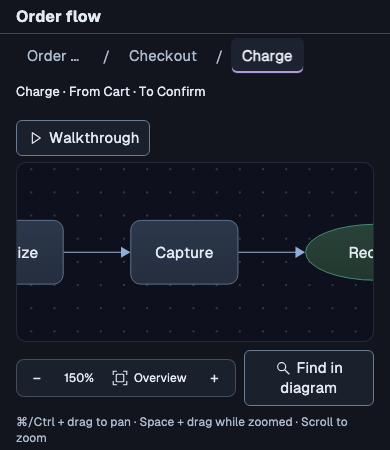 Order flow
Order ... / Checkout / Charge
Charge · From Cart · To Confirm
Walkthrough
ize
Capture
Rec
− 150% Overview +
Find in
diagram
⌘/Ctrl + drag to pan · Space + drag while zoomed · Scroll to
zoom